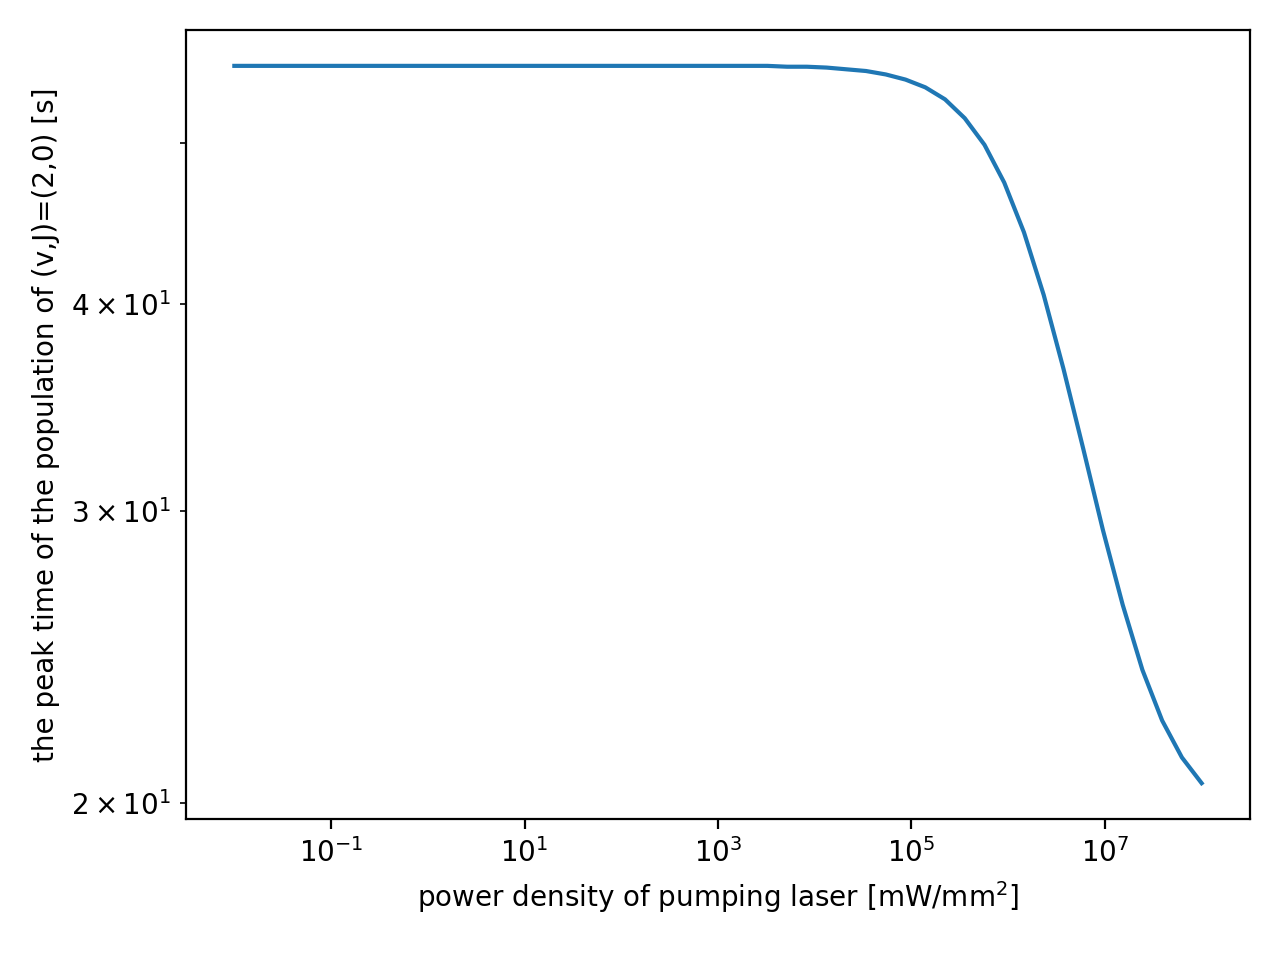 the peak time of the population of (v,J)=(2,0) [s]
4 × 10¹
3 × 10¹
2 × 10¹
10⁻¹ 10¹ 10³ 10⁵ 10⁷
power density of pumping laser [mW/mm²]